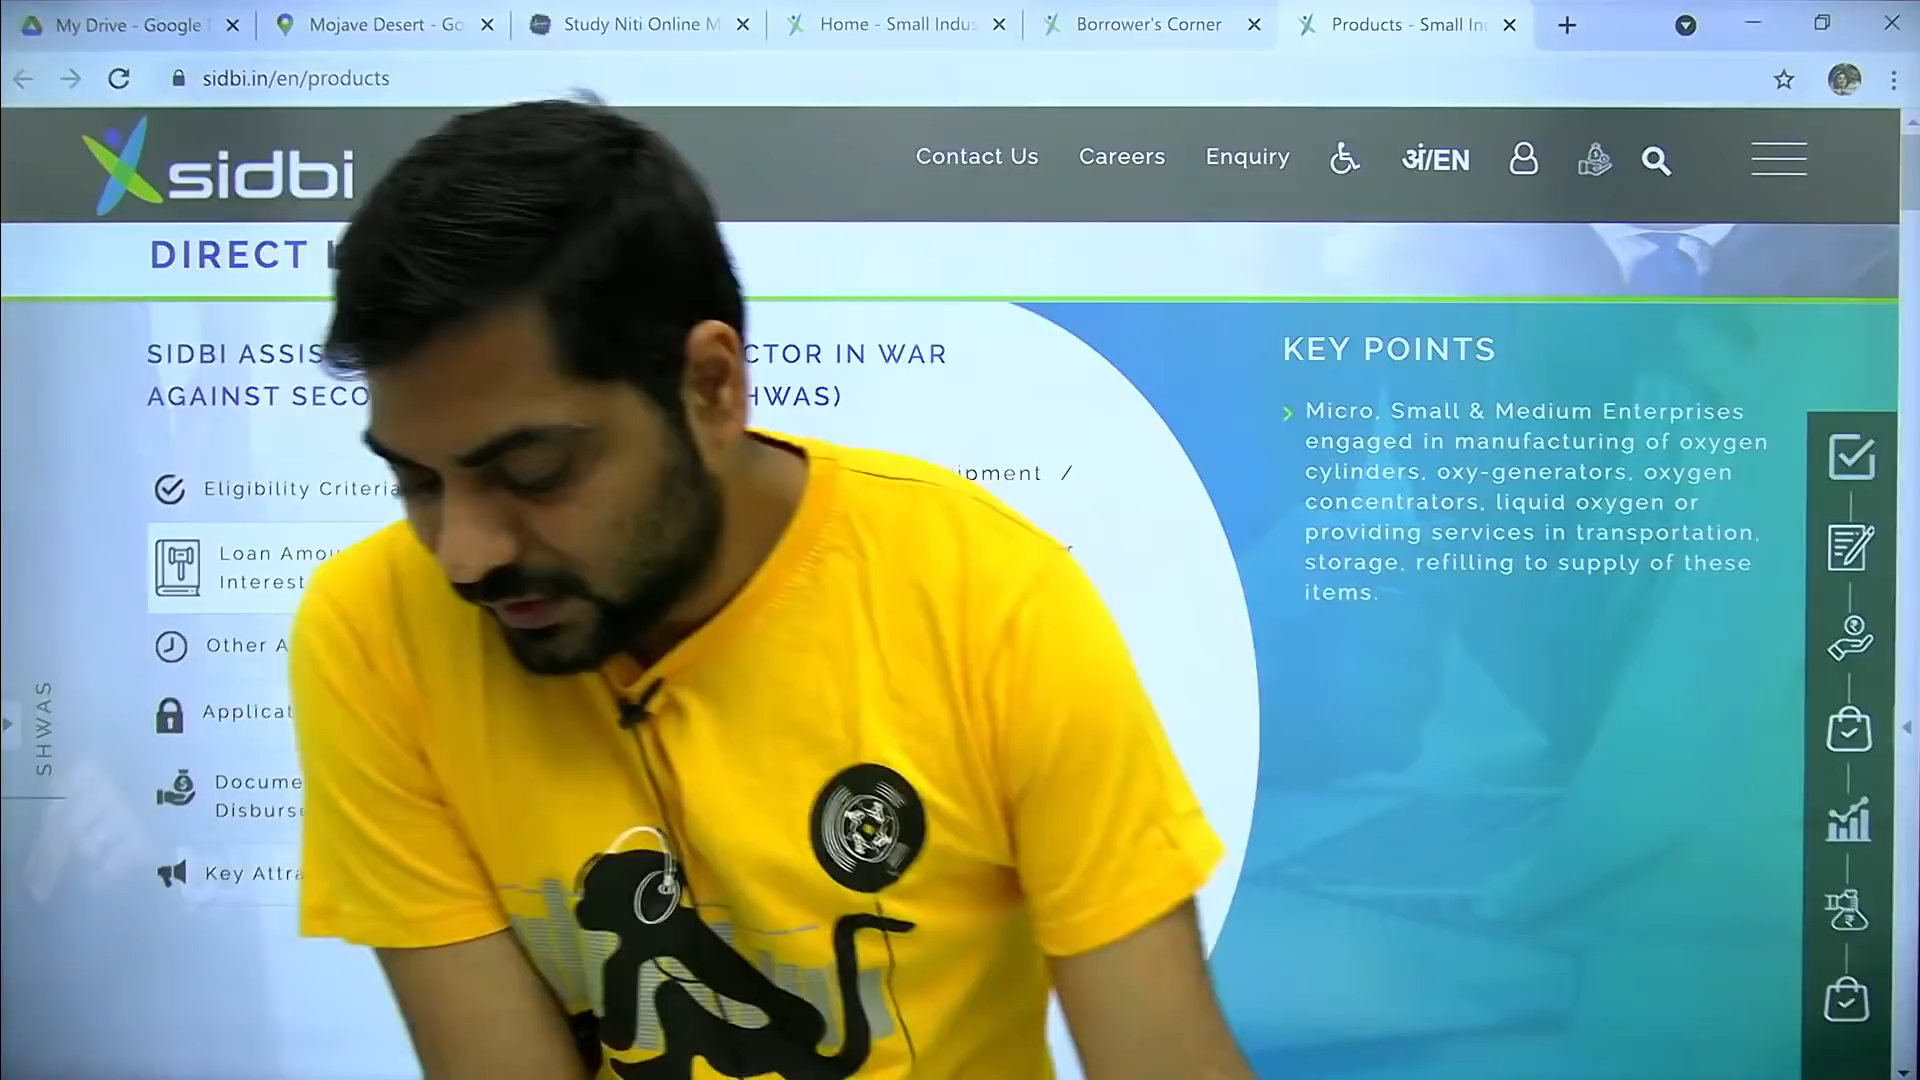 My Drive - Google
Mojave Desert - Go
Study Niti Online M
Home - Small Indus
Borrower's Corner
Products - Small In
sidbi.in/en/products
sidbi
Contact Us
Careers
Enquiry
अं/EN
DIRECT
SIDBI ASSIS CTOR IN WAR
AGAINST SECO HWAS)
Eligibility Criteria
ipment /
Loan Amou
Interest
Other A
Applicat
Docume
Disburse
Key Attra
SHWAS
KEY POINTS
Micro, Small & Medium Enterprises
engaged in manufacturing of oxygen
cylinders, oxy-generators, oxygen
concentrators, liquid oxygen or
providing services in transportation,
storage, refilling to supply of these
items.